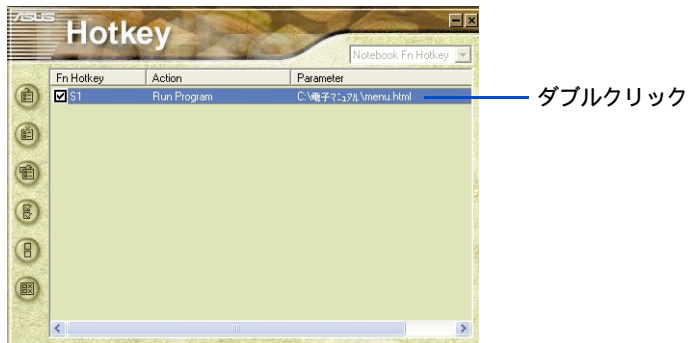 ASUS
Hotkey
Notebook Fn Hotkey
Fn Hotkey Action Parameter
S1 Run Program C:\電子ﾏﾆｭｱﾙ\menu.html
ダブルクリック